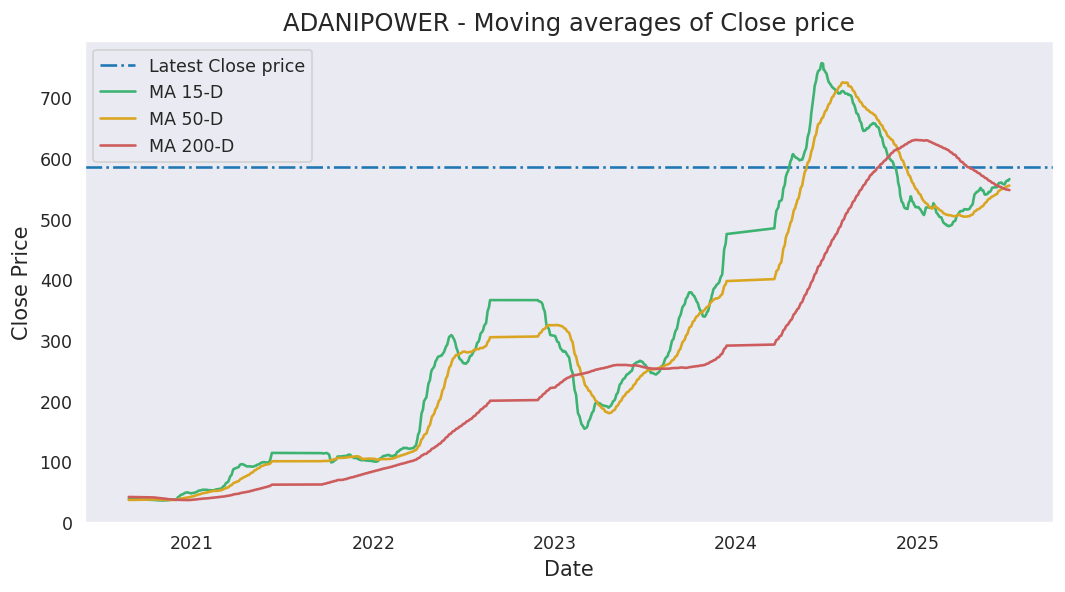 ADANIPOWER - Moving averages of Close price
Latest Close price
MA 15-D
MA 50-D
MA 200-D
700
600
500
400
300
200
100
0
Close Price
2021 2022 2023 2024 2025
Date